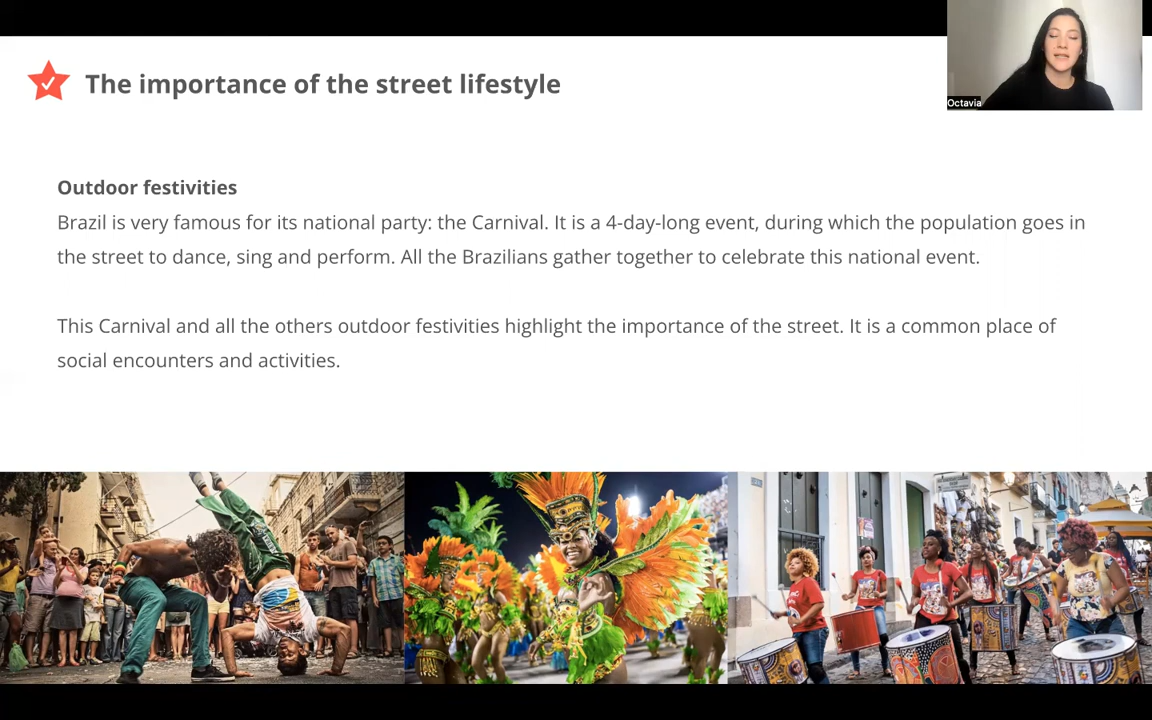 The importance of the street lifestyle
Octavia
Outdoor festivities
Brazil is very famous for its national party: the Carnival. It is a 4-day-long event, during which the population goes in
the street to dance, sing and perform. All the Brazilians gather together to celebrate this national event.
This Carnival and all the others outdoor festivities highlight the importance of the street. It is a common place of
social encounters and activities.